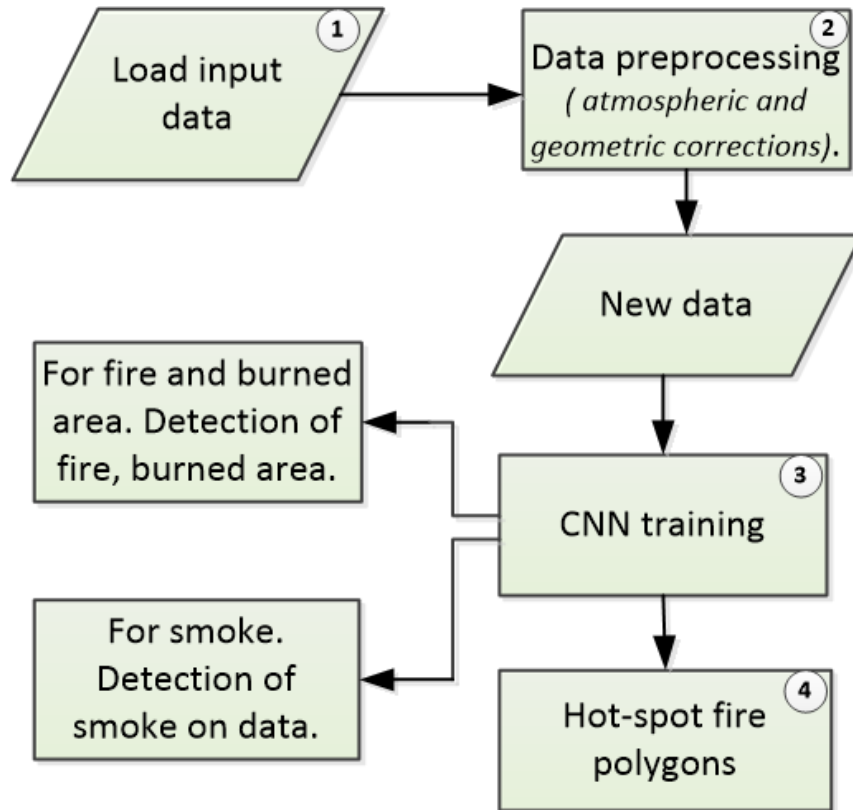 1
Load input
data
2
Data preprocessing
( atmospheric and
geometric corrections).
New data
For fire and burned
area. Detection of
fire, burned area.
3
CNN training
For smoke.
Detection of
smoke on data.
4
Hot-spot fire
polygons